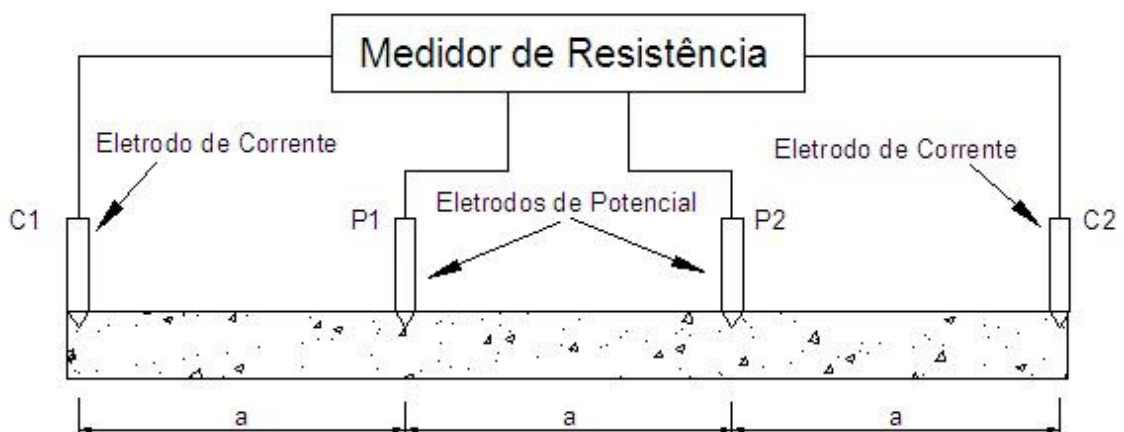 Medidor de Resistência
Eletrodo de Corrente
Eletrodo de Corrente
Eletrodos de Potencial
C1
P1
P2
C2
a
a
a